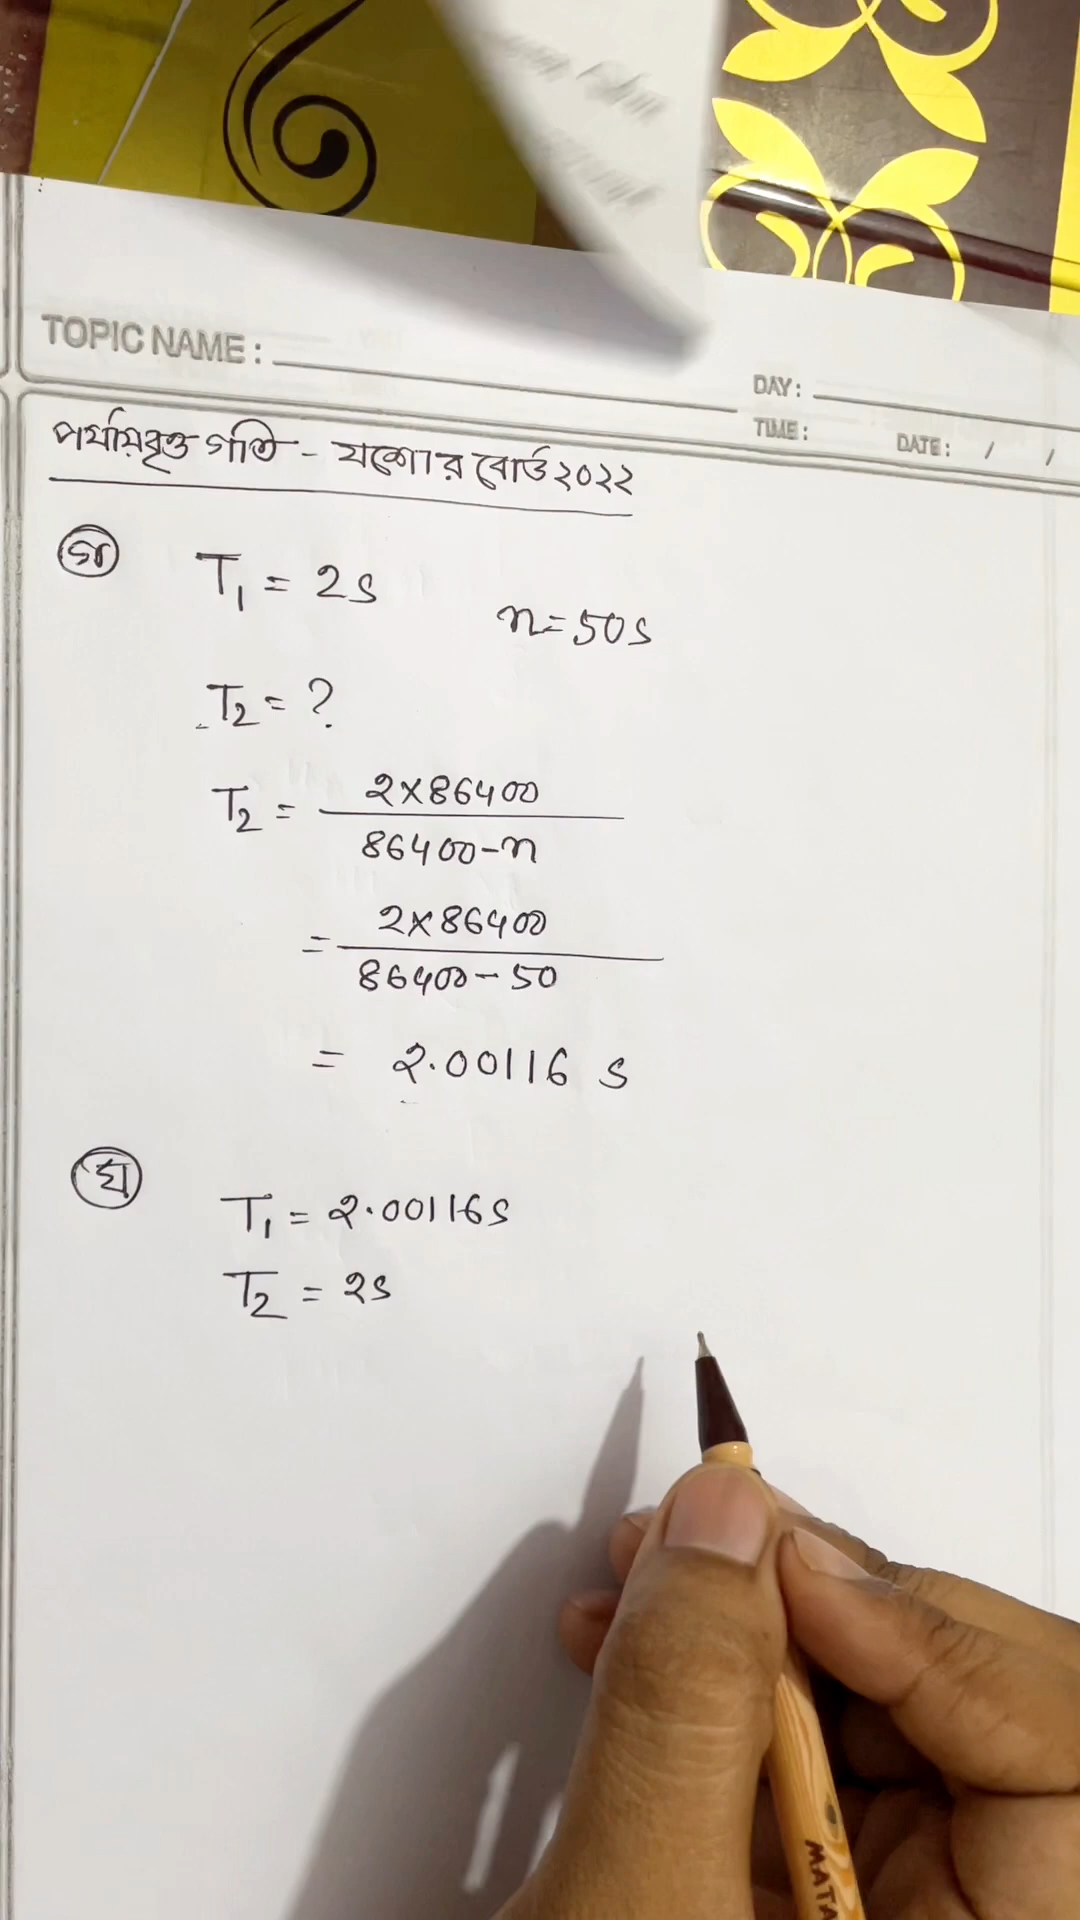 TOPIC NAME :
DAY :
TIME :
DATE : / /
পর্যায়বৃত্ত গতি - যশোর বোর্ড ২০২২
গ
T₁ = 2s
n = 50s
T₂ = ?
T₂ = 2×86400 / 86400-n
= 2×86400 / 86400-50
= 2.00116 s
ঘ
T₁ = 2.00116s
T₂ = 2s
MATA